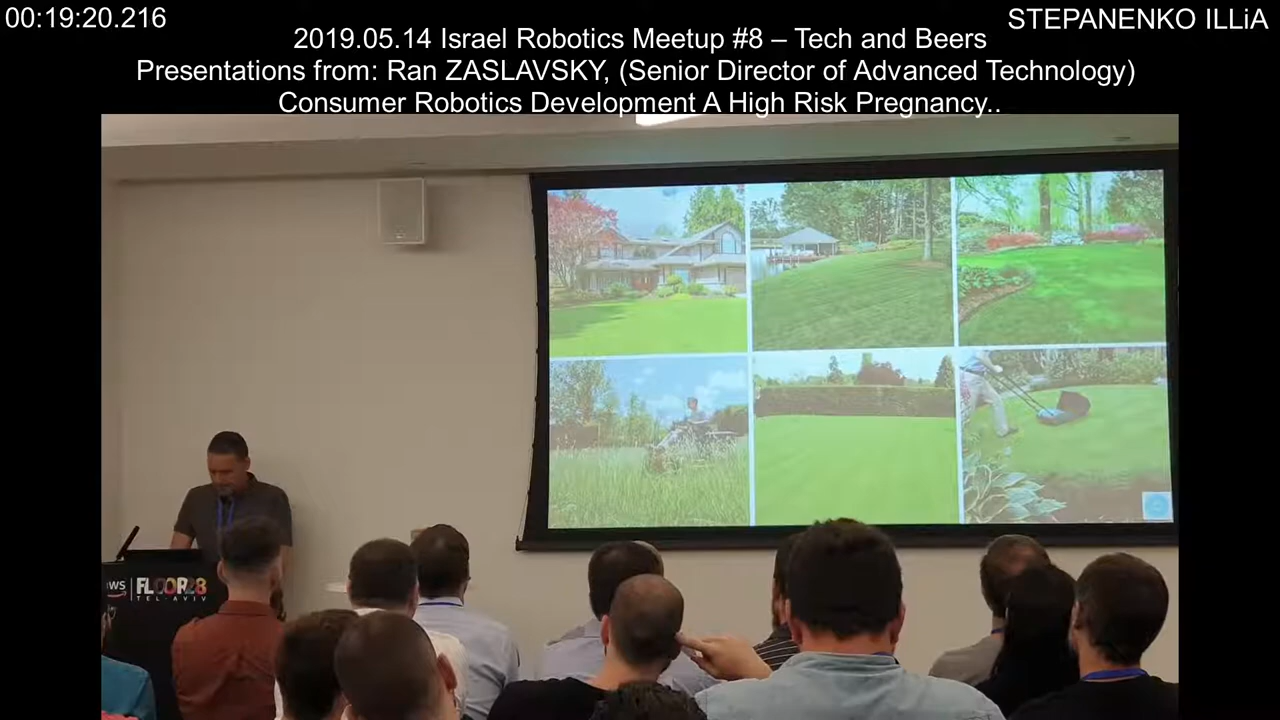 00:19:20.216
STEPANENKO ILLiA
2019.05.14 Israel Robotics Meetup #8 – Tech and Beers
Presentations from: Ran ZASLAVSKY, (Senior Director of Advanced Technology)
Consumer Robotics Development A High Risk Pregnancy..
ws
FLOOR28
TEL-AVIV